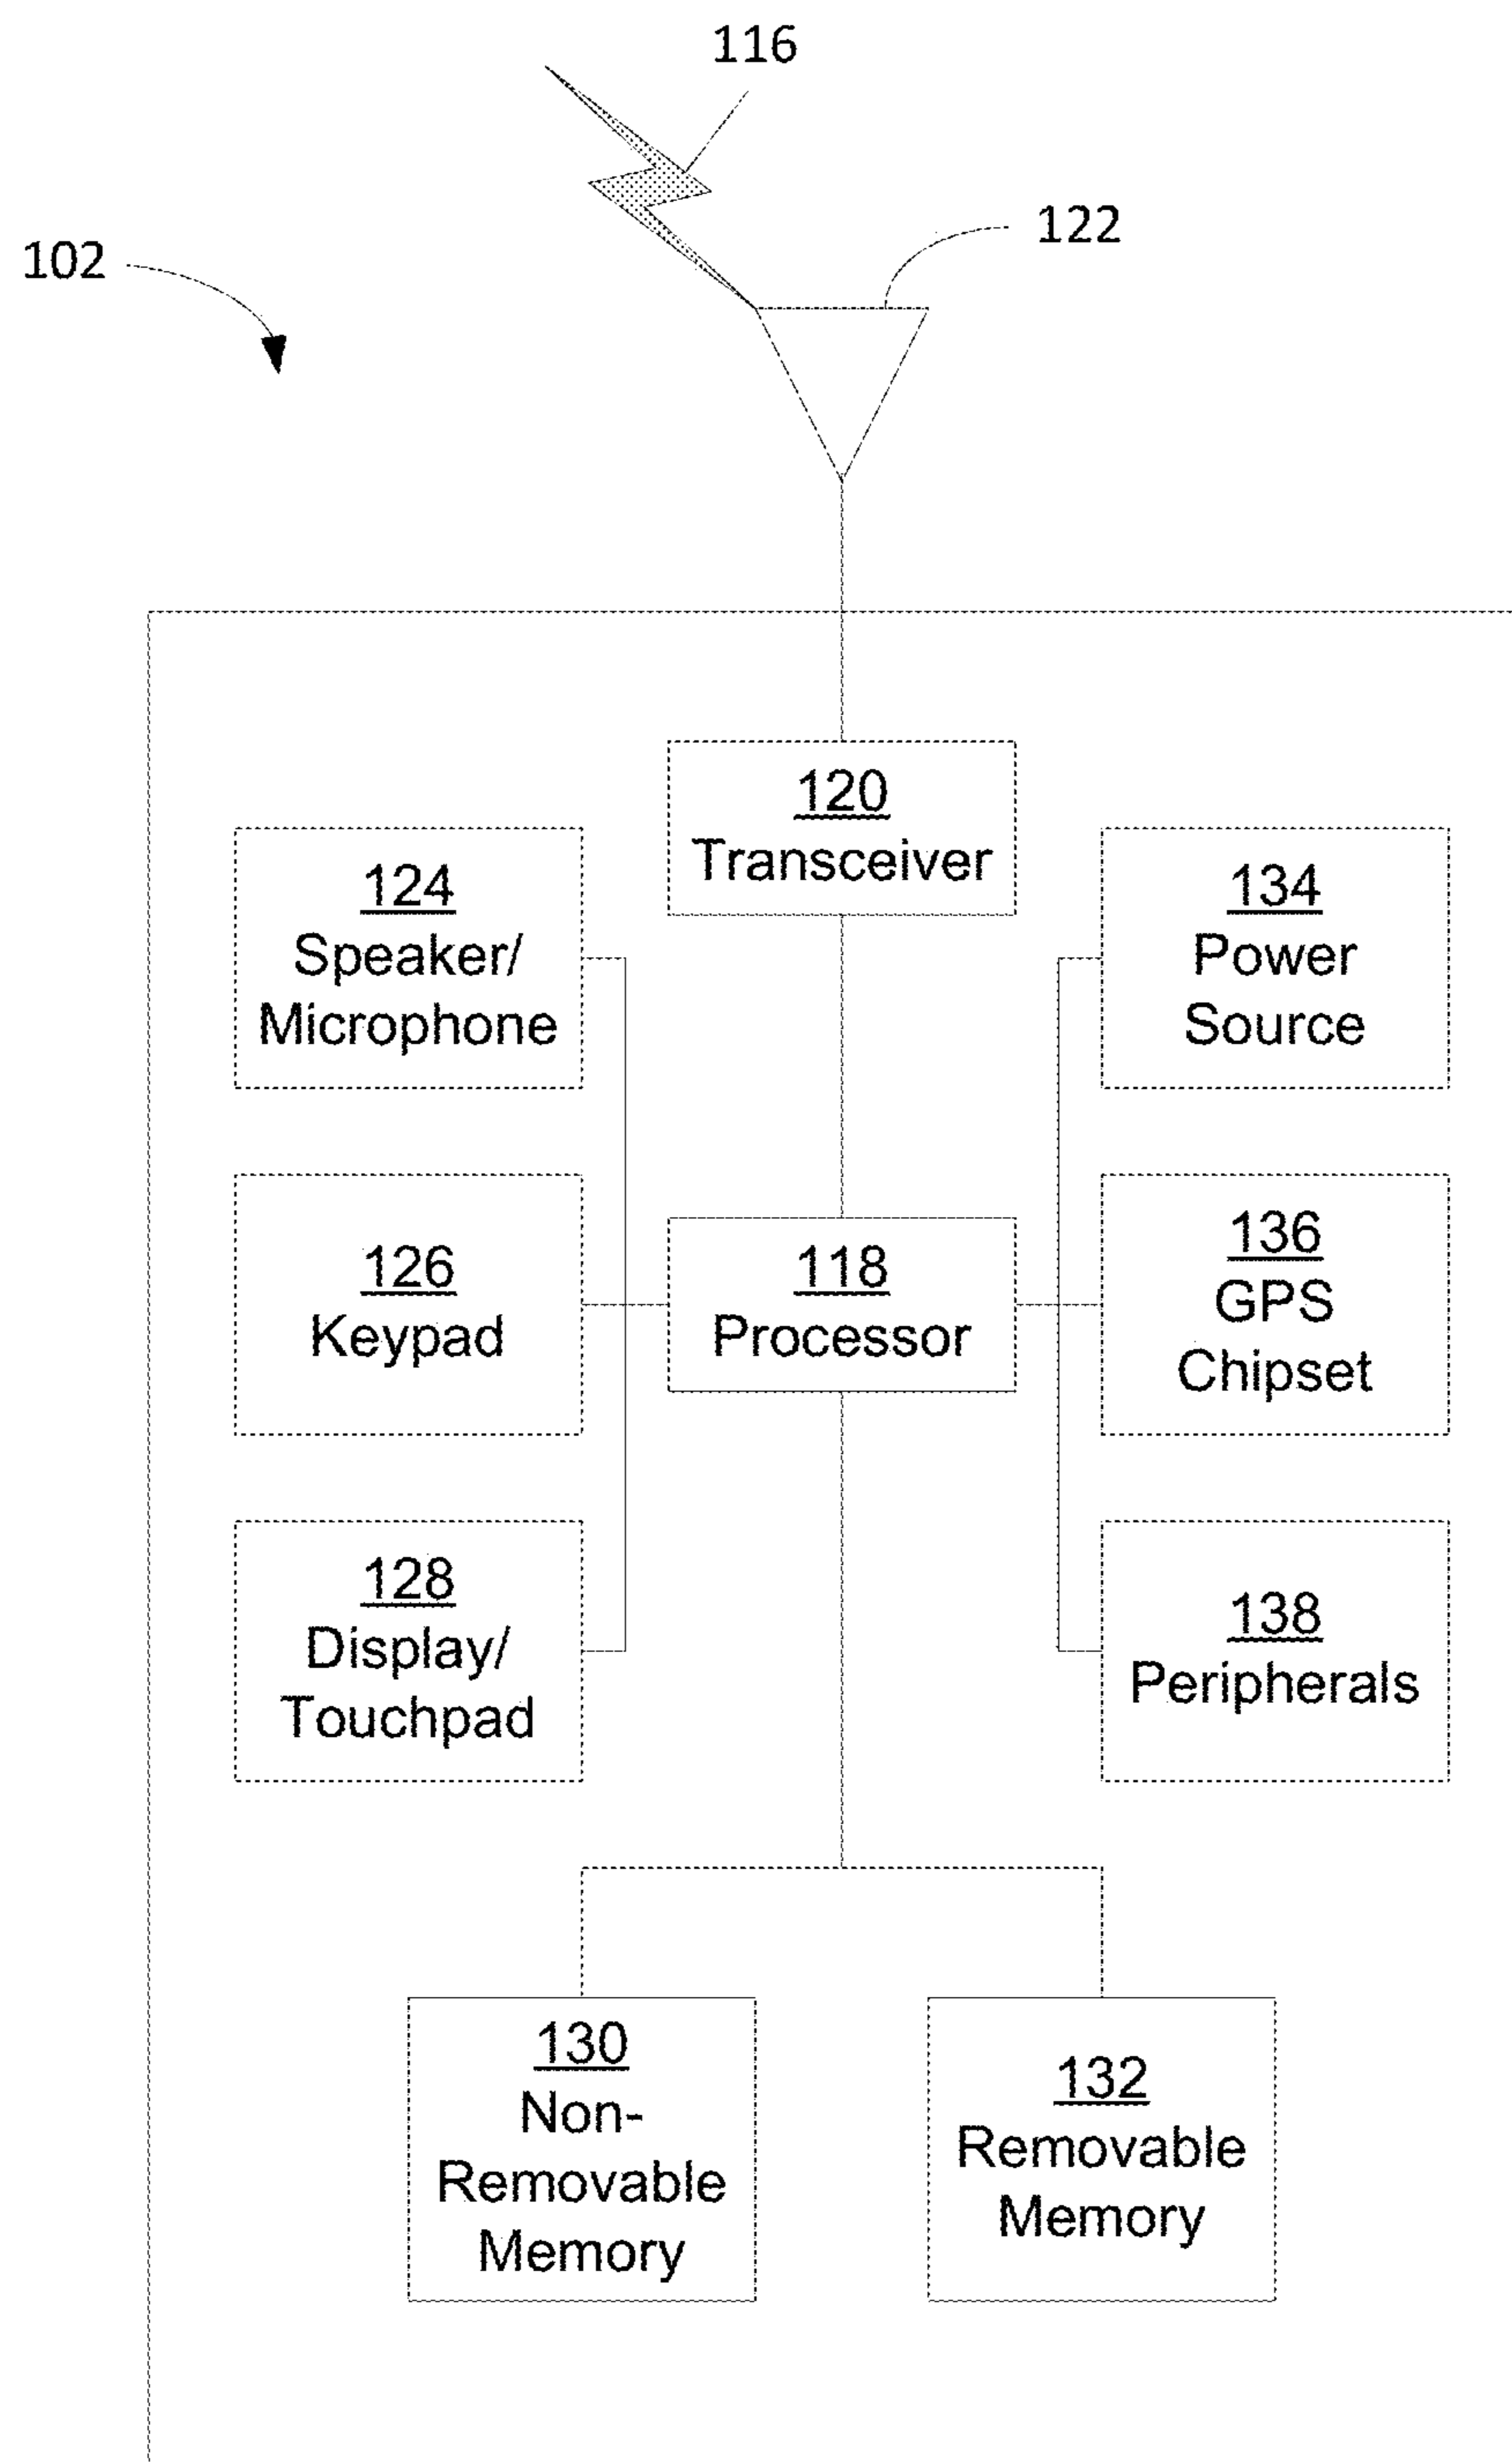 116
122
102
120
Transceiver
124
Speaker/
Microphone
134
Power
Source
126
Keypad
118
Processor
136
GPS
Chipset
128
Display/
Touchpad
138
Peripherals
130
Non-
Removable
Memory
132
Removable
Memory